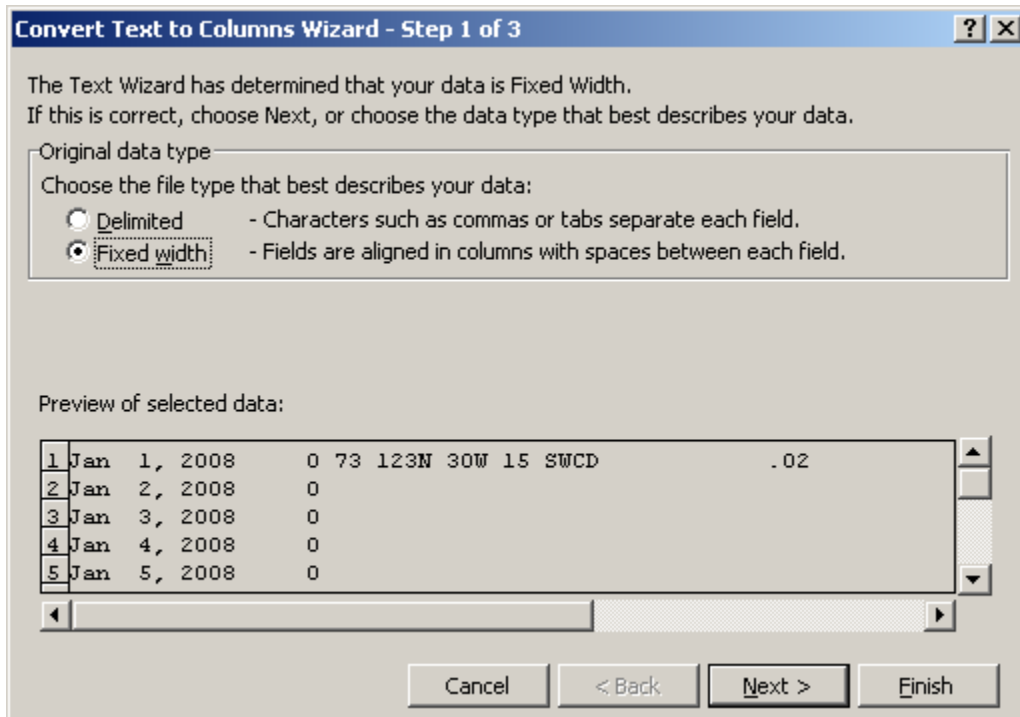 Convert Text to Columns Wizard - Step 1 of 3
The Text Wizard has determined that your data is Fixed Width.
If this is correct, choose Next, or choose the data type that best describes your data.
Original data type
Choose the file type that best describes your data:
Delimited - Characters such as commas or tabs separate each field.
Fixed width - Fields are aligned in columns with spaces between each field.
Preview of selected data:
1 Jan 1, 2008 0 73 123N 30W 15 SWCD .02
2 Jan 2, 2008 0
3 Jan 3, 2008 0
4 Jan 4, 2008 0
5 Jan 5, 2008 0
Cancel < Back Next > Finish